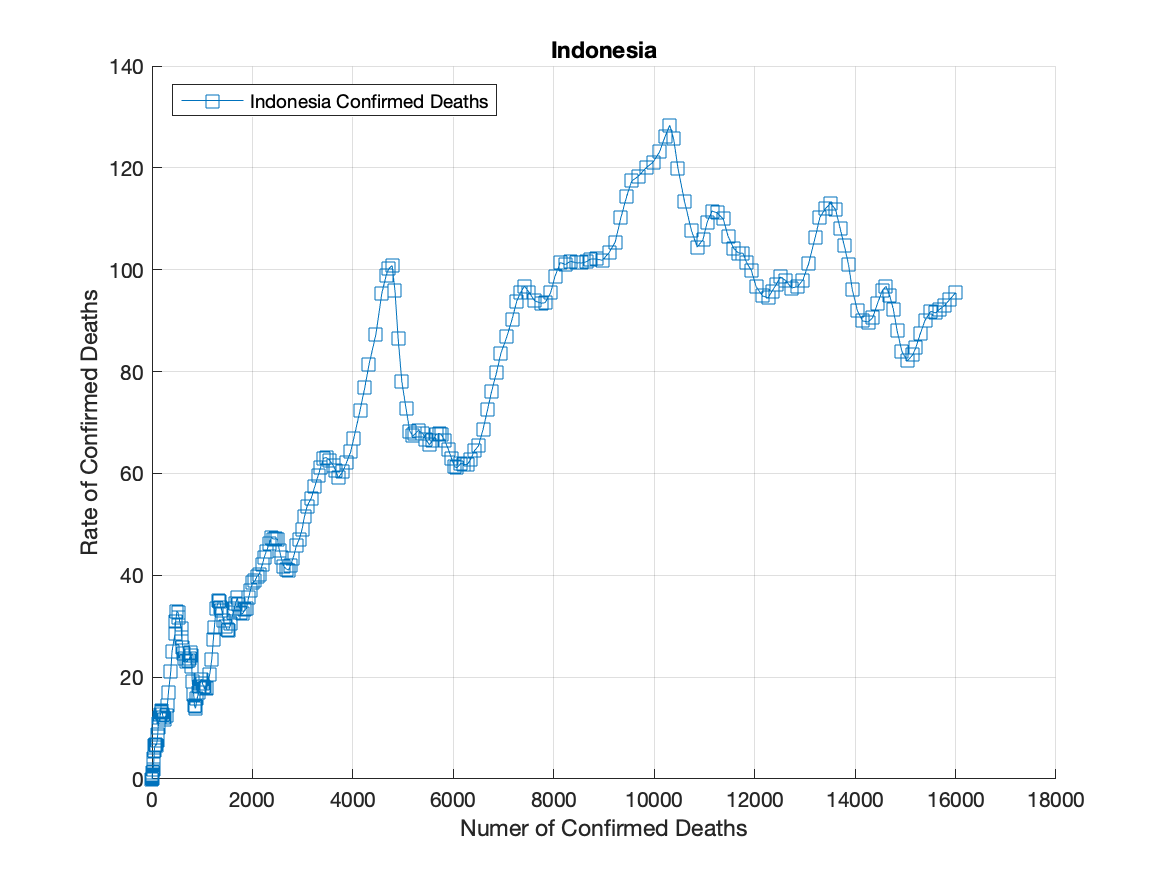 Indonesia
Indonesia Confirmed Deaths
140
120
100
80
60
40
20
0
Rate of Confirmed Deaths
0 2000 4000 6000 8000 10000 12000 14000 16000 18000
Numer of Confirmed Deaths